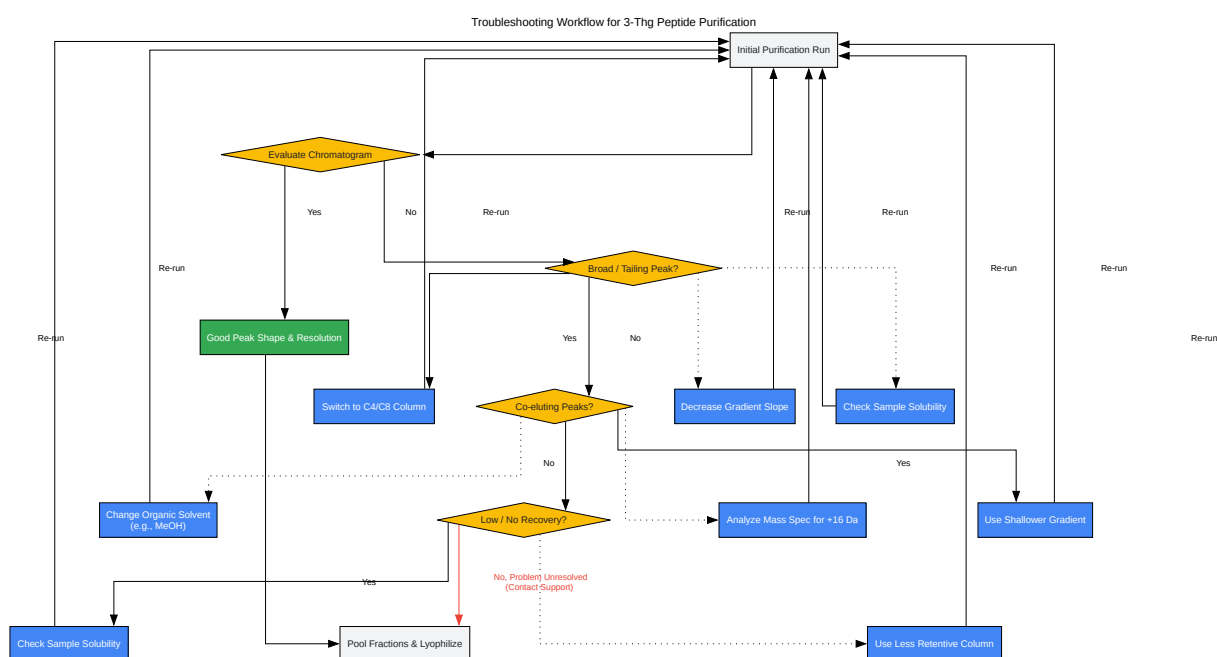 Troubleshooting Workflow for 3-Thg Peptide Purification
Initial Purification Run
Evaluate Chromatogram
Yes
No
Re-run
Re-run
Re-run
Re-run
Broad / Tailing Peak?
Re-run
Re-run
Re-run
Good Peak Shape & Resolution
Yes
No
Re-run
Switch to C4/C8 Column
Co-eluting Peaks?
Decrease Gradient Slope
Check Sample Solubility
No
Yes
Change Organic Solvent
(e.g., MeOH)
Low / No Recovery?
Analyze Mass Spec for +16 Da
Use Shallower Gradient
Yes
No, Problem Unresolved
(Contact Support)
Check Sample Solubility
Pool Fractions & Lyophilize
Use Less Retentive Column